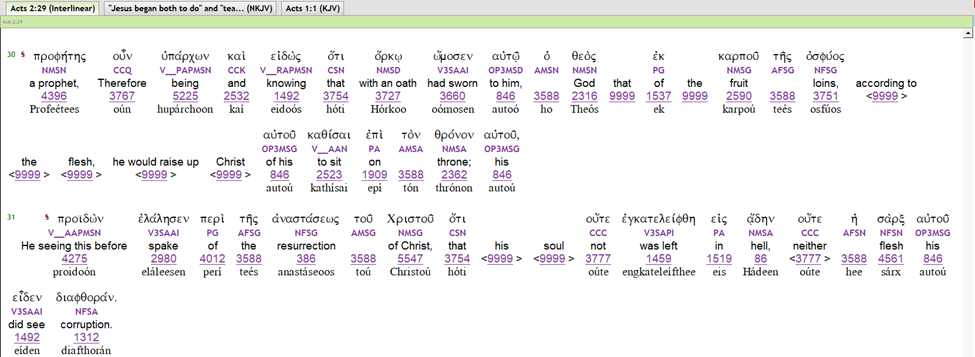 Acts 2:29 (Interlinear) "Jesus began both to do" and "tea... (NKJV) Acts 1:1 (KJV)
Acts 2:29
30 § προφήτης οὖν ὑπάρχων καὶ εἰδὼς ὅτι ὅρκῳ ὤμοσεν αὐτῷ ὁ θεὸς ἐκ καρποῦ τῆς ὀσφύος
NMSN CCQ V__PAPMSN CCK V__RAPMSN CSN NMSD V3SAAI OP3MSD AMSN NMSN PG NMSG AFSG NFSG
a prophet, Therefore being and knowing that with an oath had sworn to him, God that of the fruit loins, according to
4396 3767 5225 2532 1492 3754 3727 3660 846 3588 2316 9999 1537 9999 2590 3588 3751 <9999 >
Proféetees oún hupárchoon kaí eidoós hóti Hórkoo oómosen autoó ho Theós ek karpoú teés osfúos
αὐτοῦ καθίσαι ἐπὶ τὸν θρόνον αὐτοῦ,
OP3MSG V__AAN PA AMSA NMSA OP3MSG
the flesh, he would raise up Christ of his to sit on throne; his
<9999 > <9999 > <9999 > <9999 > 846 2523 1909 3588 2362 846
autoú kathísai epí tón thrónon autoú
31 § προϊδὼν ἐλάλησεν περὶ τῆς ἀναστάσεως τοῦ Χριστοῦ ὅτι οὔτε ἐγκατελείφθη εἰς ᾅδην οὔτε ἡ σὰρξ αὐτοῦ
V__AAPMSN V3SAAI PG AFSG NFSG AMSG NMSG CSN CCC V3SAPI PA NMSA CCC AFSN NFSN OP3MSG
He seeing this before spake of the resurrection of Christ, that his soul not was left in hell, neither flesh his
4275 2980 4012 3588 386 3588 5547 3754 <9999 > <9999 > 3777 1459 1519 86 <3777 > 3588 4561 846
proidoón eláleesen perí teés anastáseoos toú Christoú hóti oúte engkateleífthee eis Hádeen oúte hee sárx autoú
εἶδεν διαφθοράν.
V3SAAI NFSA
did see corruption.
1492 1312
eíden diafthorán